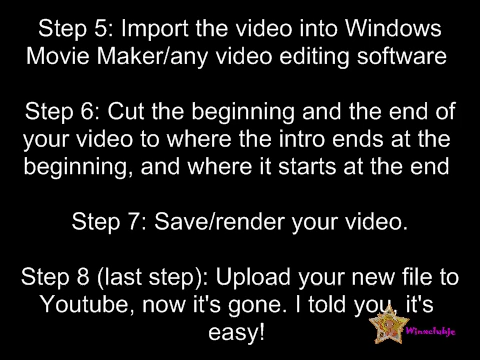 Step 5: Import the video into Windows
Movie Maker/any video editing software
Step 6: Cut the beginning and the end of
your video to where the intro ends at the
beginning, and where it starts at the end
Step 7: Save/render your video.
Step 8 (last step): Upload your new file to
Youtube, now it's gone. I told you, it's
easy!
Winxclubje